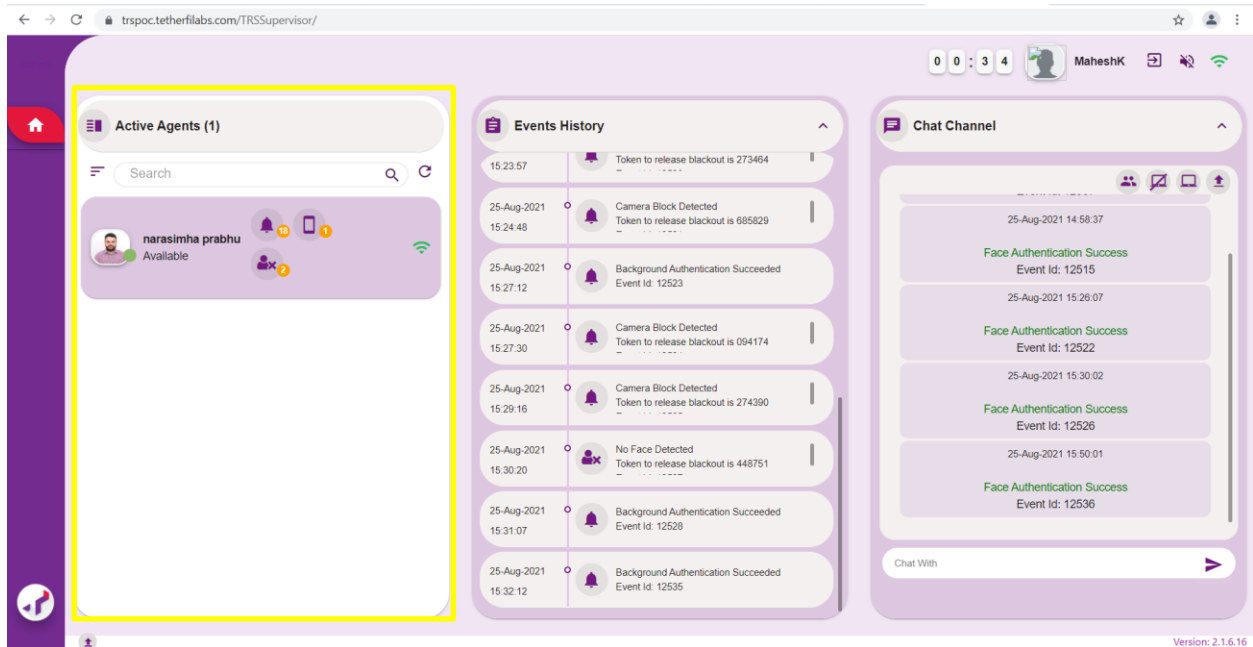 trspoc.tetherfilabs.com/TRSSupervisor/
0 0 : 3 4 MaheshK
Active Agents (1)
Search
narasimha prabhu
Available
18
1
2
Events History
15:23:57
Token to release blackout is 273464
25-Aug-2021
15:24:48
Camera Block Detected
Token to release blackout is 685829
25-Aug-2021
15:27:12
Background Authentication Succeeded
Event Id: 12523
25-Aug-2021
15:27:30
Camera Block Detected
Token to release blackout is 094174
25-Aug-2021
15:29:16
Camera Block Detected
Token to release blackout is 274390
25-Aug-2021
15:30:20
No Face Detected
Token to release blackout is 448751
25-Aug-2021
15:31:07
Background Authentication Succeeded
Event Id: 12528
25-Aug-2021
15:32:12
Background Authentication Succeeded
Event Id: 12535
Chat Channel
25-Aug-2021 14:58:37
Face Authentication Success
Event Id: 12515
25-Aug-2021 15:26:07
Face Authentication Success
Event Id: 12522
25-Aug-2021 15:30:02
Face Authentication Success
Event Id: 12526
25-Aug-2021 15:50:01
Face Authentication Success
Event Id: 12536
Chat With
Version: 2.1.6.16